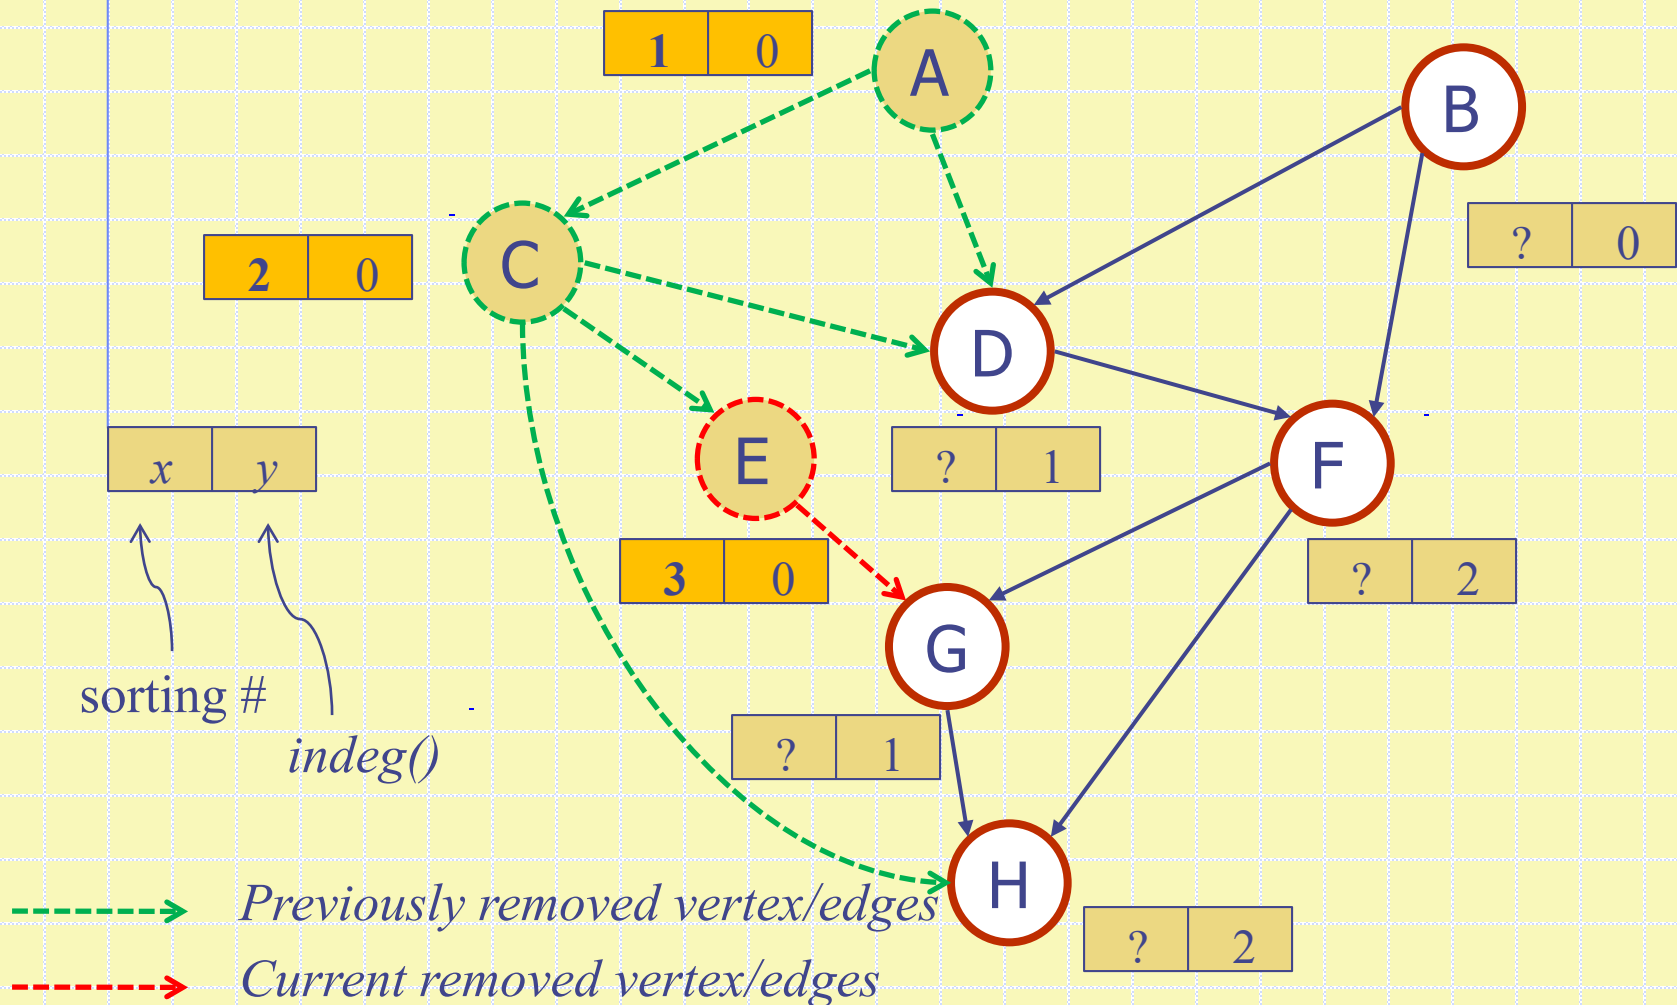 1 0
A
B
? 0
C
2 0
D
E
? 1
F
x y
3 0
? 2
G
sorting #
indeg()
? 1
H
Previously removed vertex/edges
? 2
Current removed vertex/edges